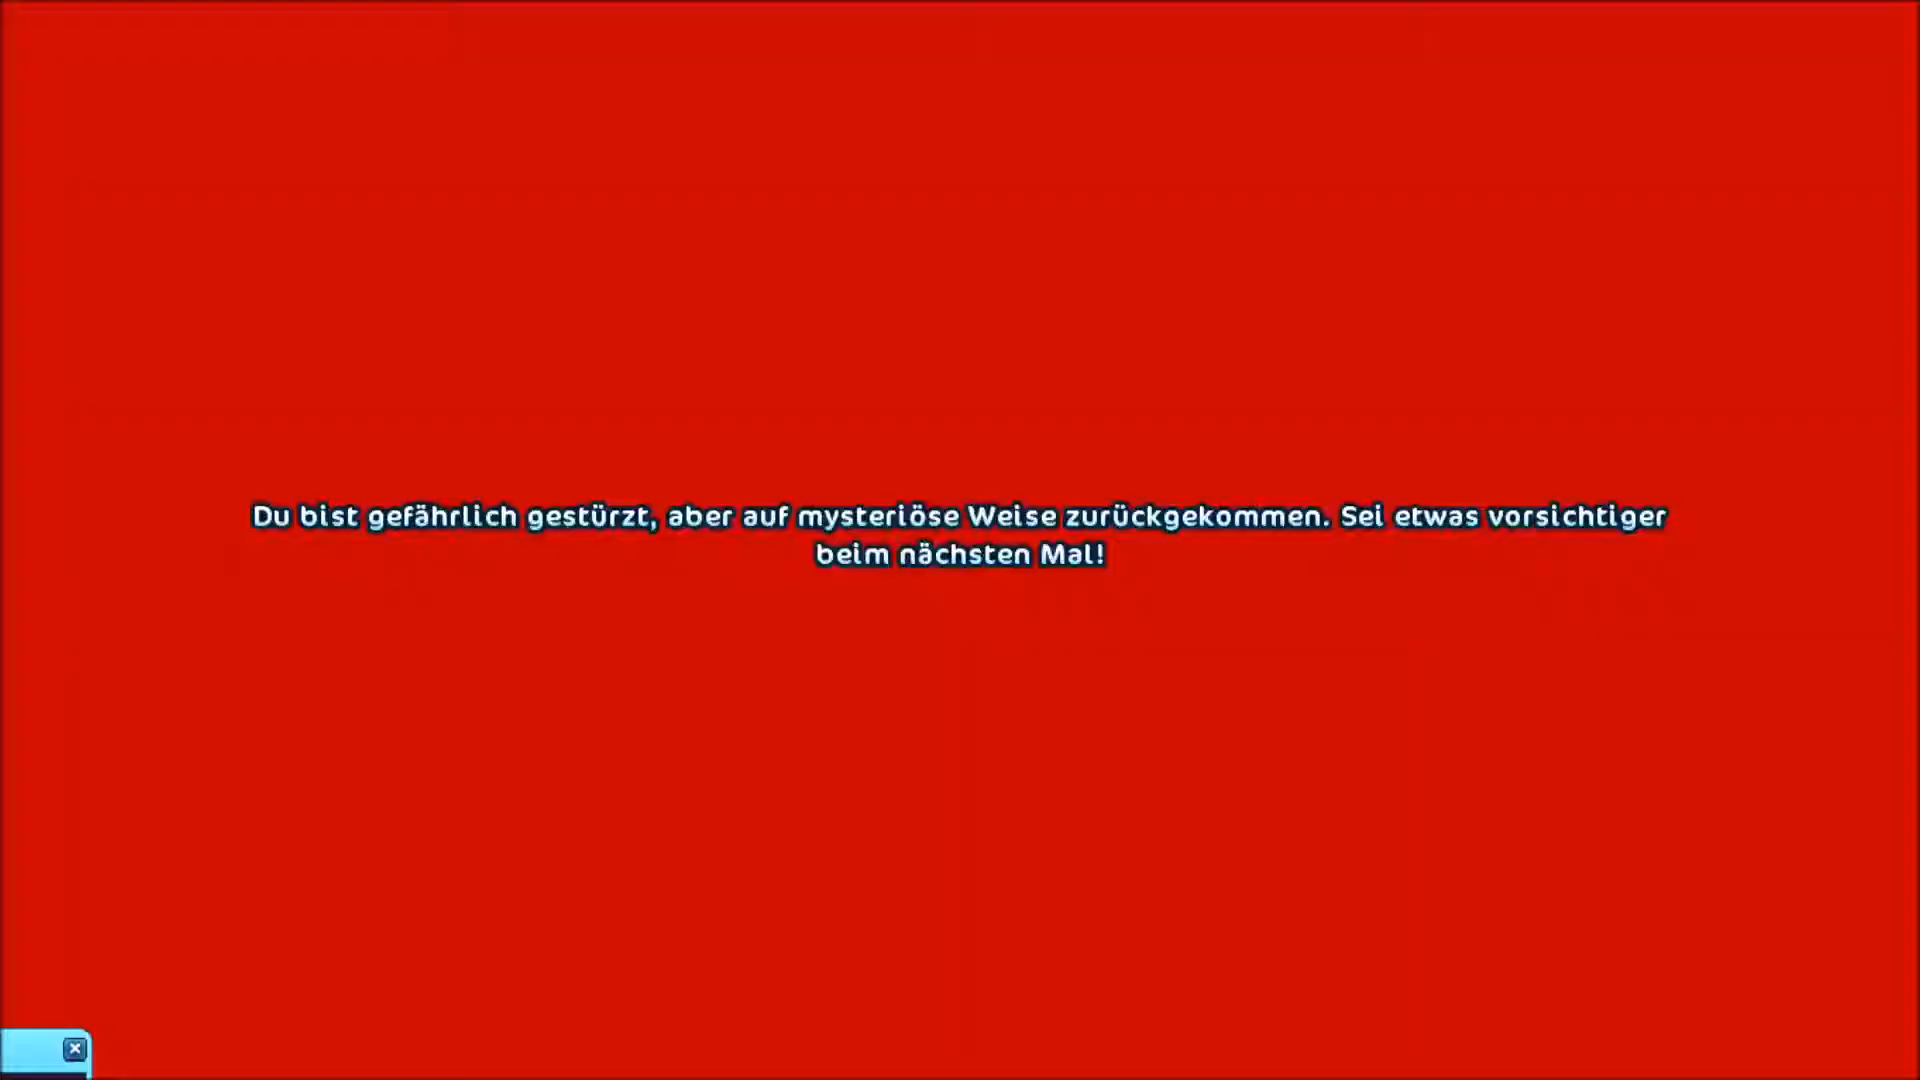 Du bist gefährlich gestürzt, aber auf mysteriöse Weise zurückgekommen. Sei etwas vorsichtiger
beim nächsten Mal!